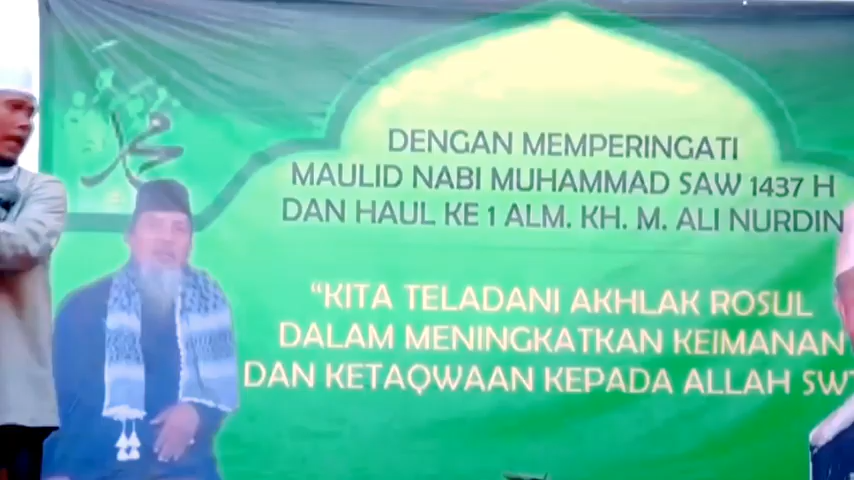 محمد
DENGAN MEMPERINGATI
MAULID NABI MUHAMMAD SAW 1437 H
DAN HAUL KE 1 ALM. KH. M. ALI NURDIN
"KITA TELADANI AKHLAK ROSUL
DALAM MENINGKATKAN KEIMANAN
DAN KETAQWAAN KEPADA ALLAH SWT